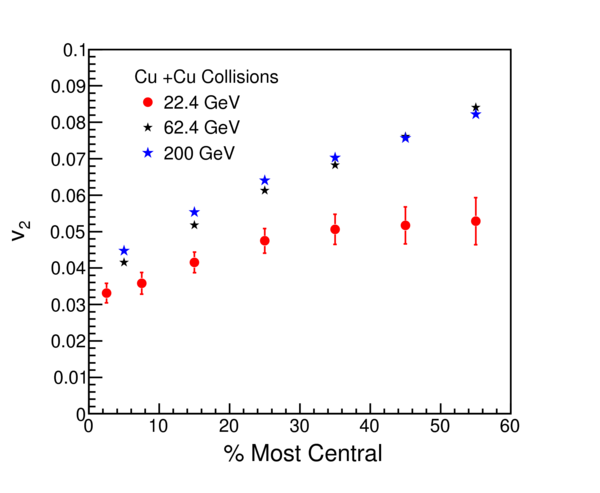 0.1
0.09
0.08
0.07
0.06
0.05
0.04
0.03
0.02
0.01
0
v2
Cu +Cu Collisions
22.4 GeV
62.4 GeV
200 GeV
0 10 20 30 40 50 60
% Most Central